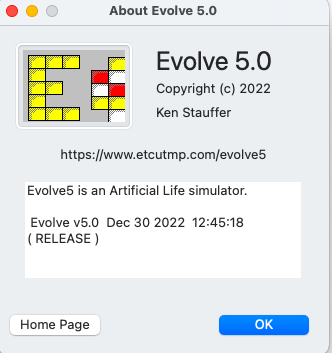 About Evolve 5.0
Evolve 5.0
Copyright (c) 2022
Ken Stauffer
https://www.etcutmp.com/evolve5
Evolve5 is an Artificial Life simulator.
Evolve v5.0  Dec 30 2022  12:45:18
( RELEASE )
Home Page
OK